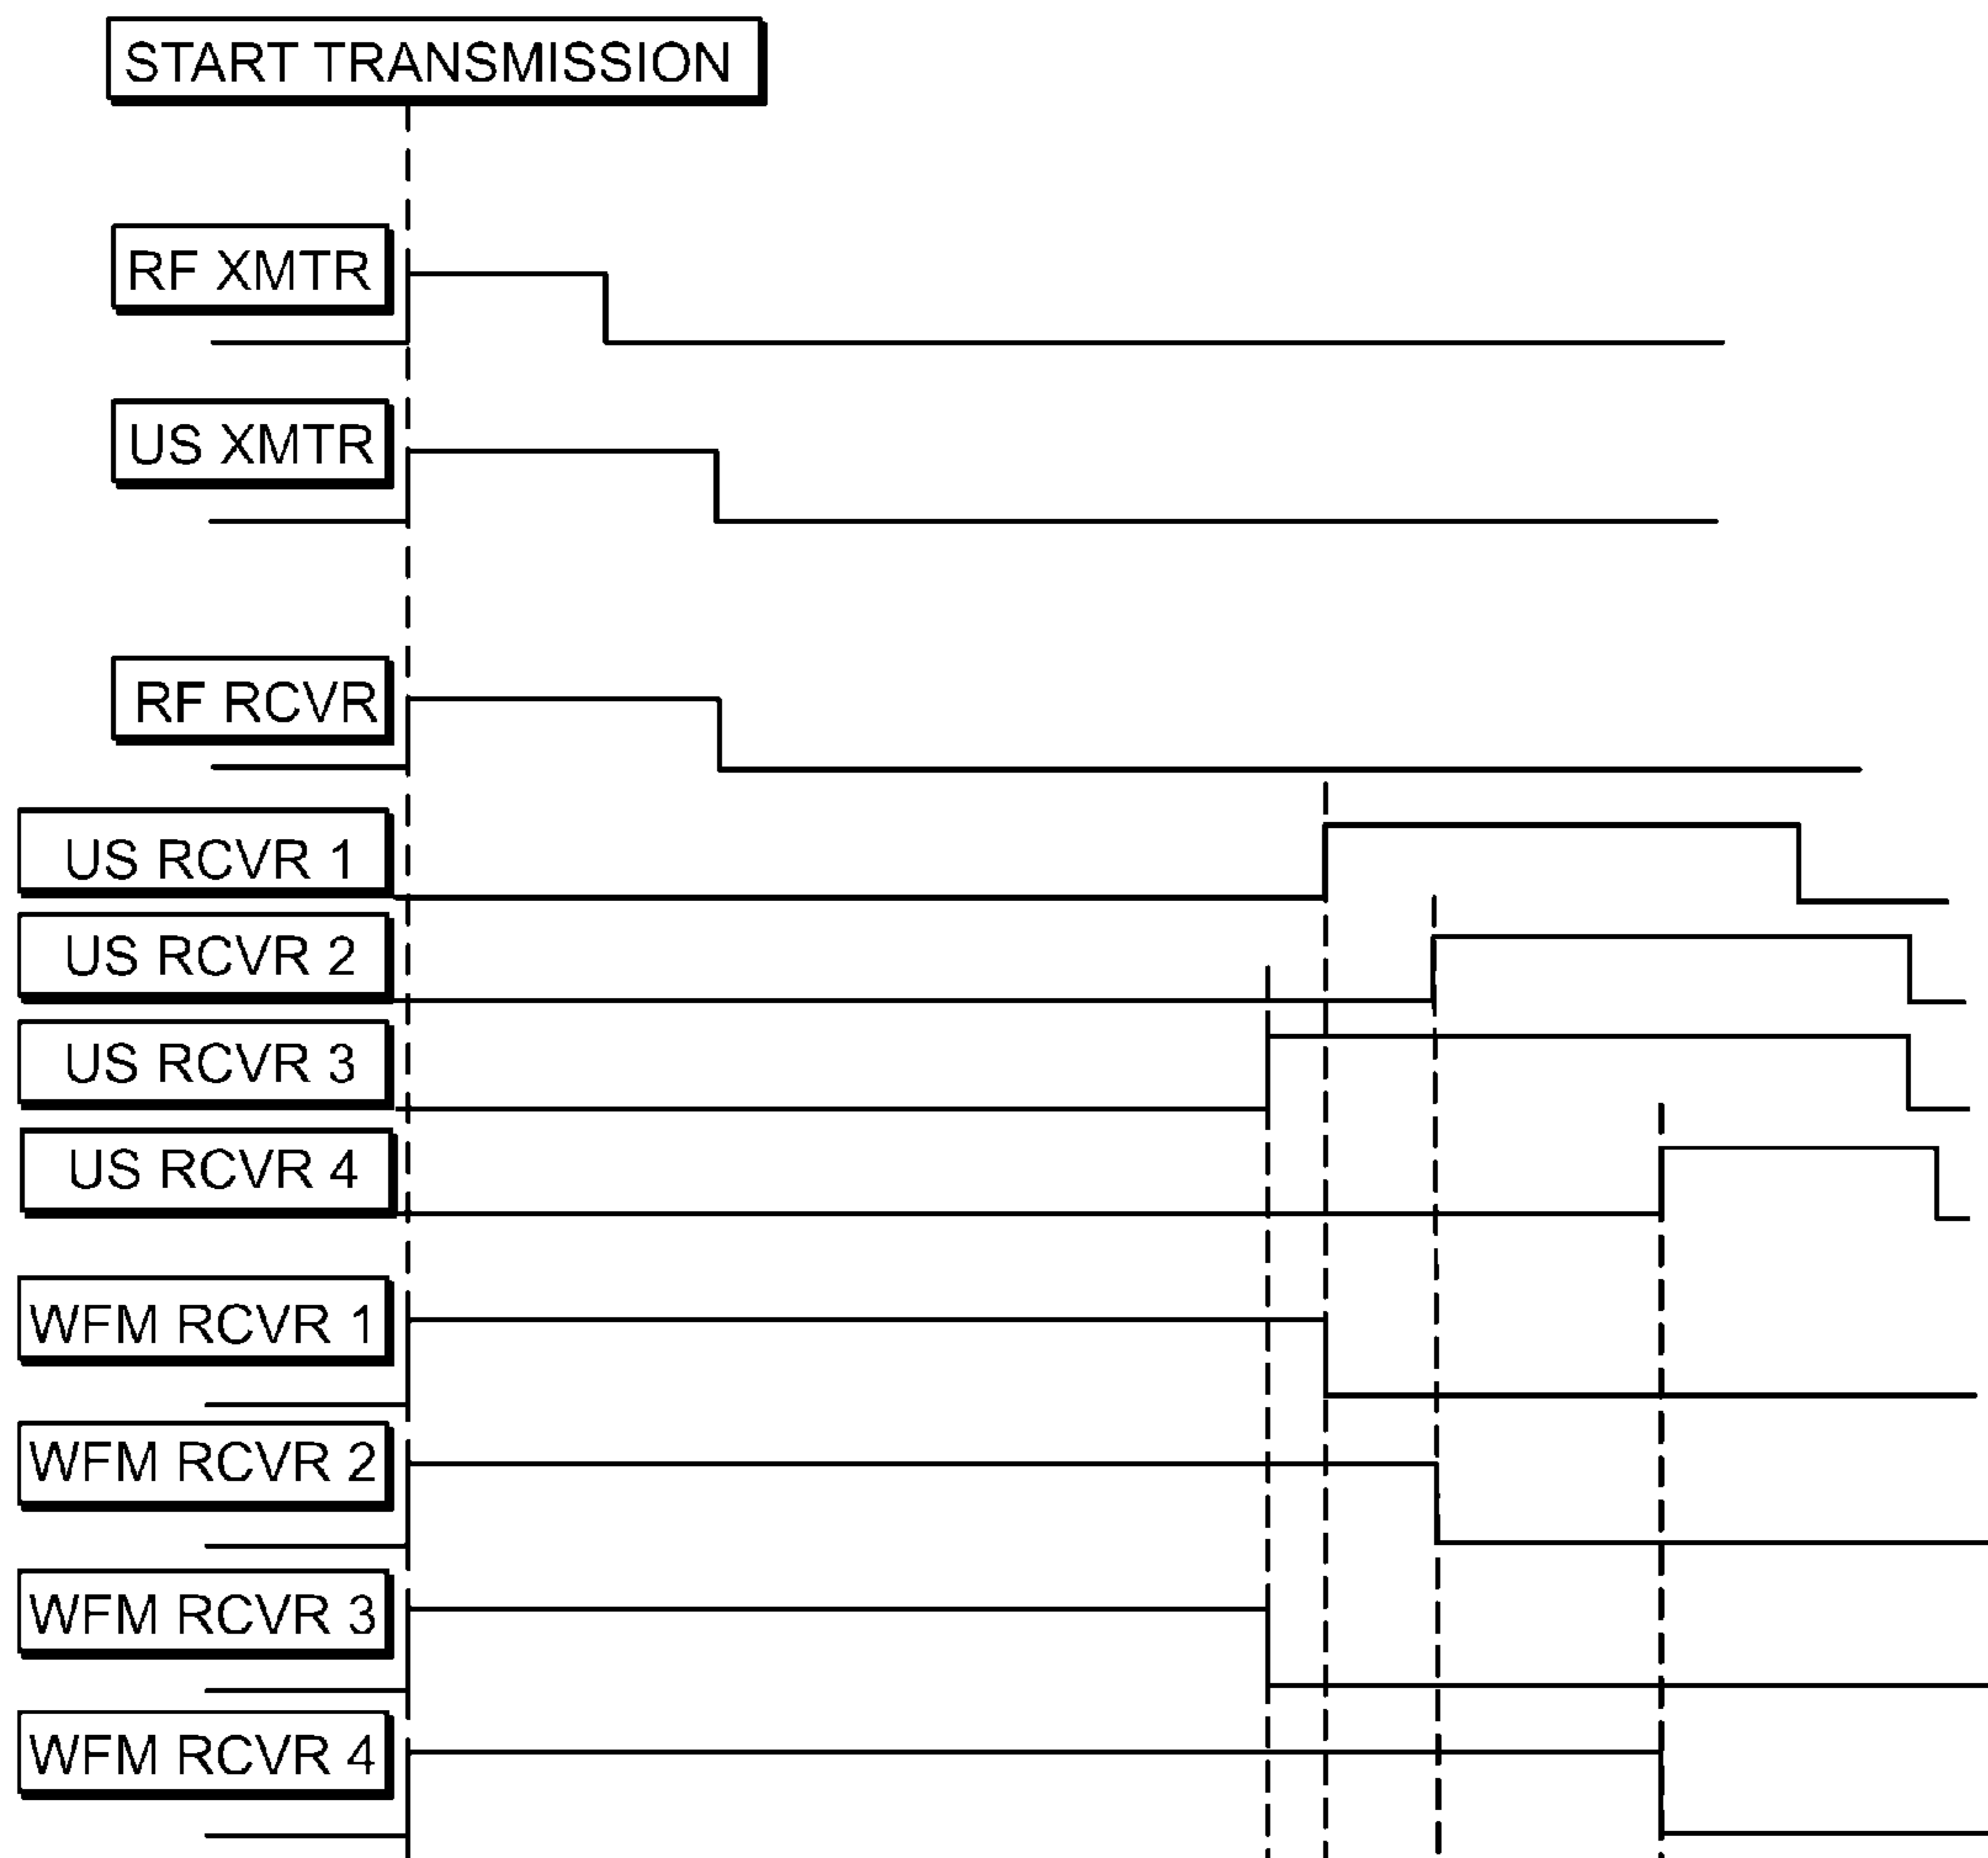 START TRANSMISSION
RF XMTR
US XMTR
RF RCVR
US RCVR 1
US RCVR 2
US RCVR 3
US RCVR 4
WFM RCVR 1
WFM RCVR 2
WFM RCVR 3
WFM RCVR 4